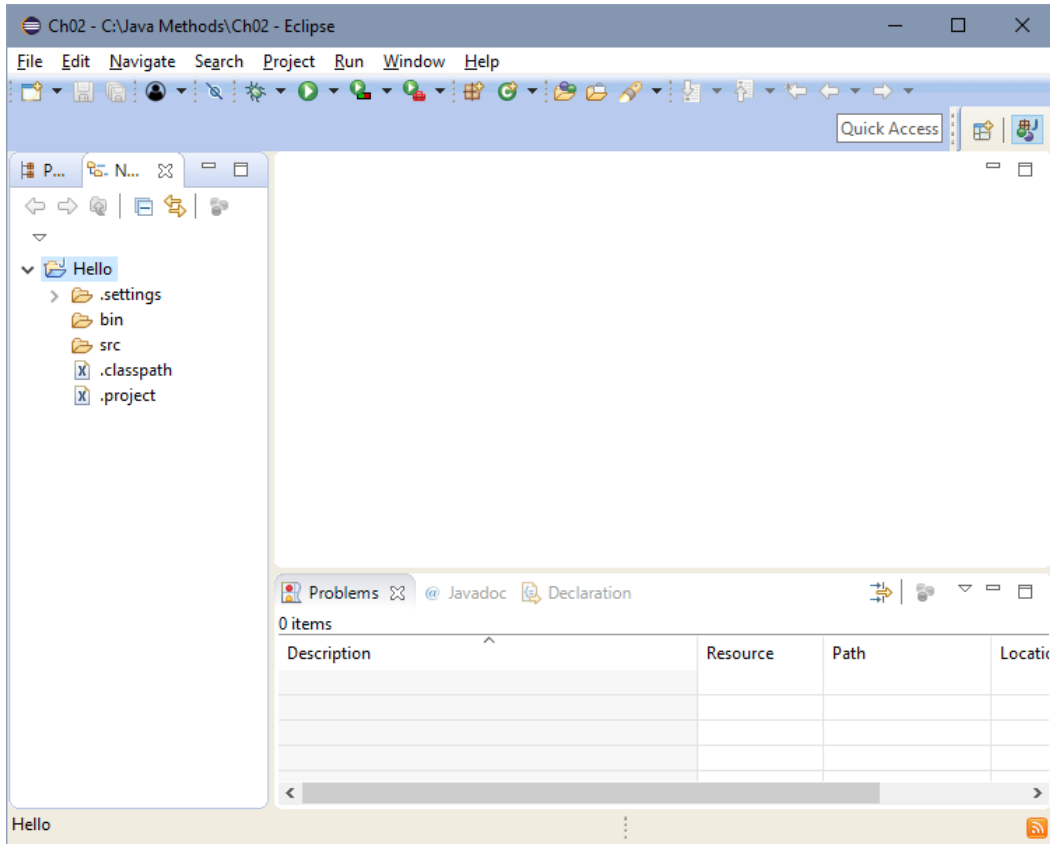 Ch02 - C:\Java Methods\Ch02 - Eclipse
File Edit Navigate Search Project Run Window Help
Quick Access
P... N...
Hello
.settings
bin
src
.classpath
.project
Problems @ Javadoc Declaration
0 items
Description Resource Path Locatio
Hello